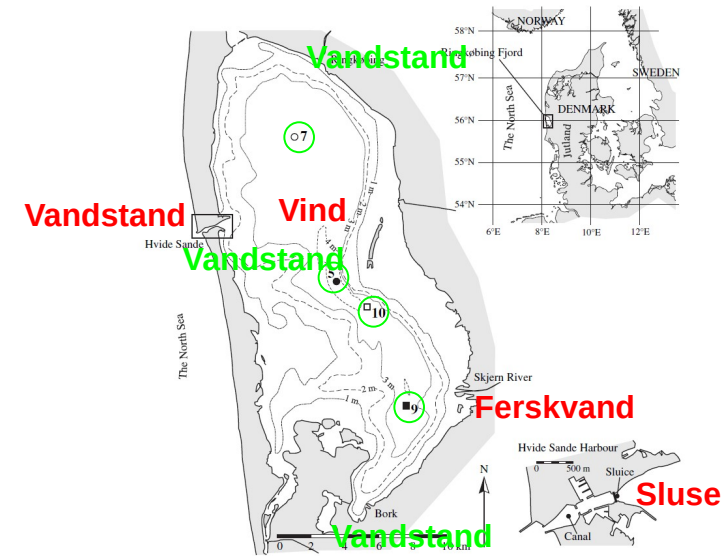 NORWAY
58°N
Vandstand
Ringkøbing
Ringkøbing Fjord
57°N
SWEDEN
The North Sea
DENMARK
56°N
Jutland
55°N
54°N
6°E
8°E
10°E
12°E
7
1 m
2 m
3 m
Vandstand
Vind
Hvide Sande
4 m
Vandstand
5
10
The North Sea
Skjern River
3 m
2 m
1 m
9
Ferskvand
Hvide Sande Harbour
0 500 m
Sluice
Sluse
N
Canal
Bork
Vandstand
0 2 4 6 8 10 km